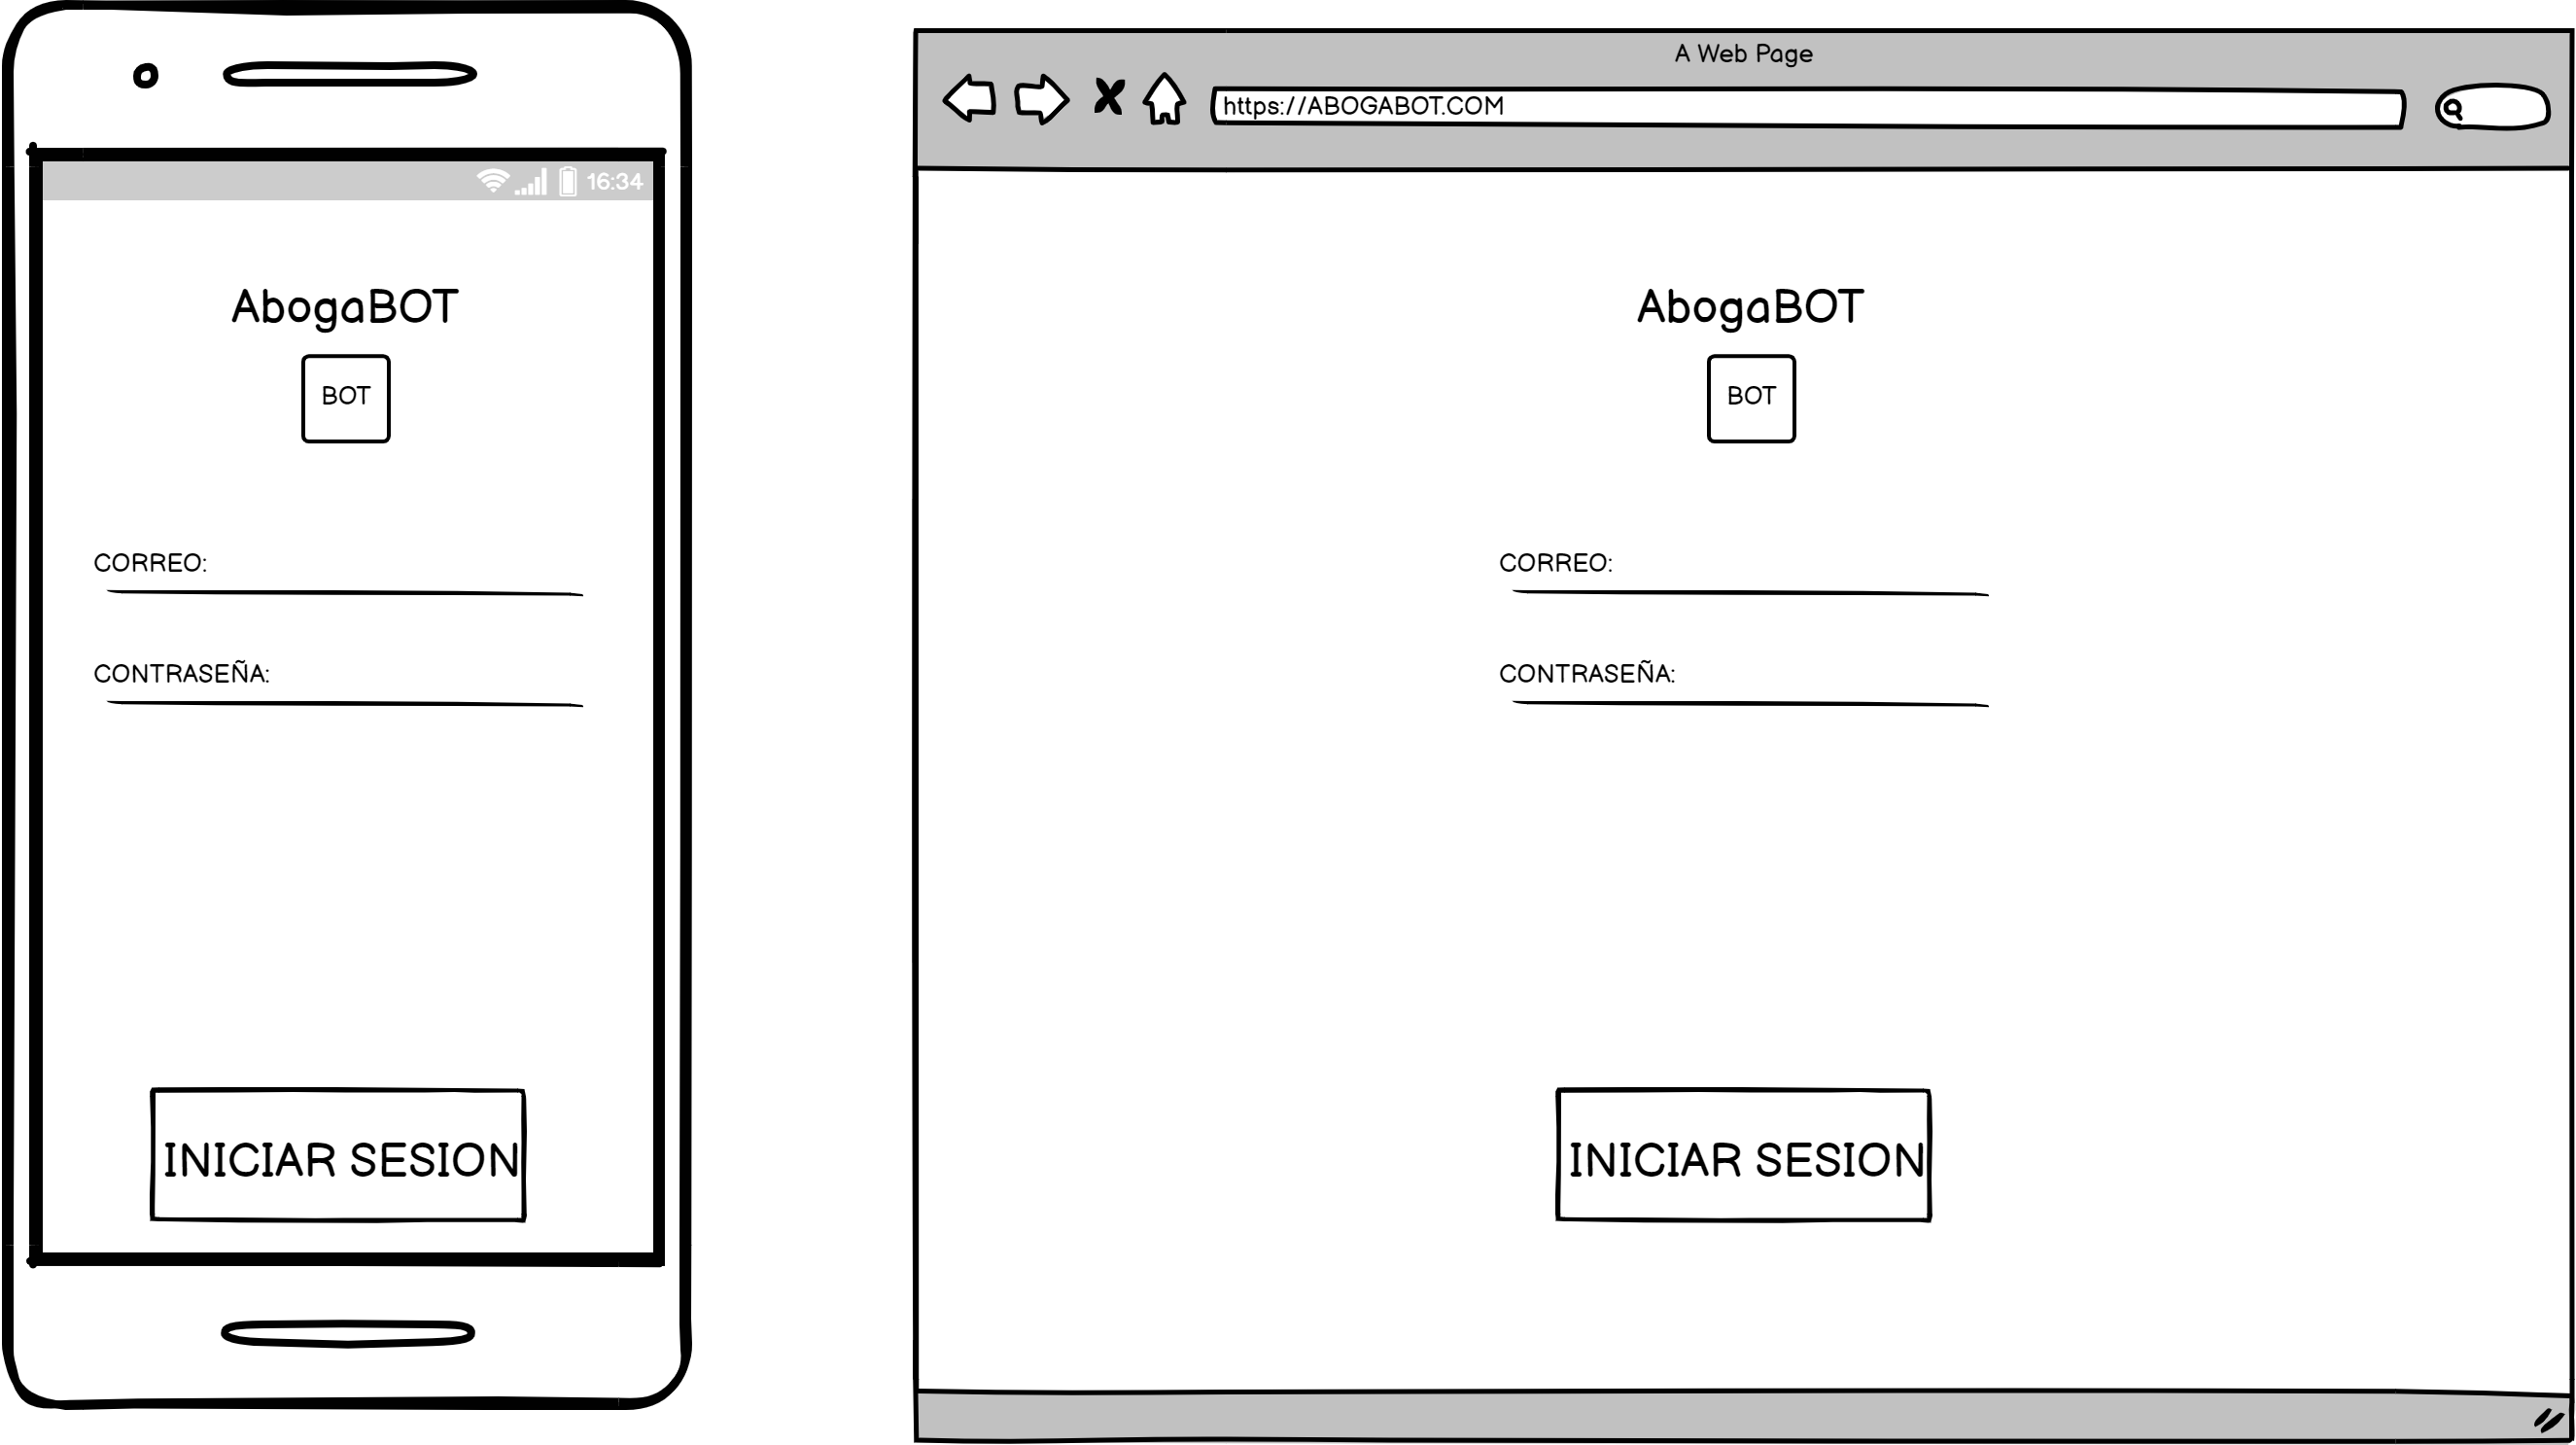 16:34
AbogaBOT
BOT
CORREO:
CONTRASEÑA:
INICIAR SESION
A Web Page
https://ABOGABOT.COM
AbogaBOT
BOT
CORREO:
CONTRASEÑA:
INICIAR SESION